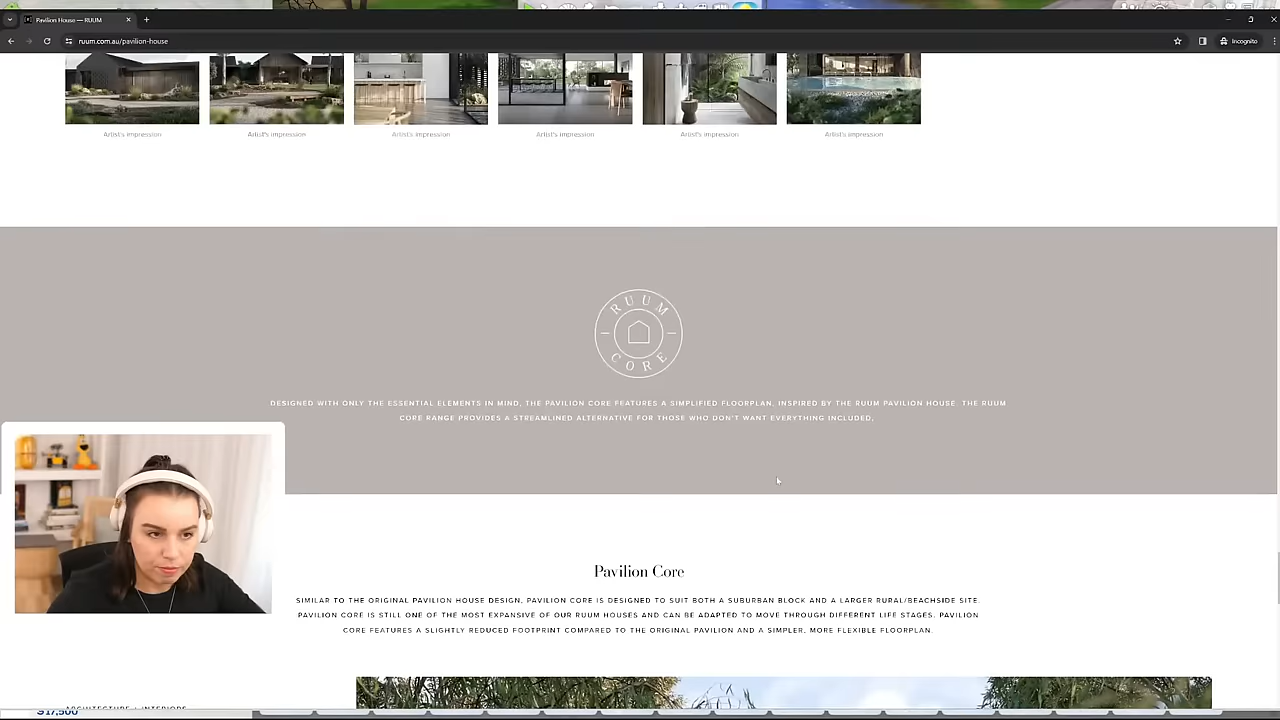 Pavilion House — RUUM
ruum.com.au/pavilion-house
Incognito
Artist's impression
Artist's impression
Artist's impression
Artist's impression
Artist's impression
Artist's impression
RUUM
CORE
DESIGNED WITH ONLY THE ESSENTIAL ELEMENTS IN MIND, THE PAVILION CORE FEATURES A SIMPLIFIED FLOORPLAN, INSPIRED BY THE RUUM PAVILION HOUSE. THE RUUM
CORE RANGE PROVIDES A STREAMLINED ALTERNATIVE FOR THOSE WHO DON'T WANT EVERYTHING INCLUDED.
Pavilion Core
SIMILAR TO THE ORIGINAL PAVILION HOUSE DESIGN, PAVILION CORE IS DESIGNED TO SUIT BOTH A SUBURBAN BLOCK AND A LARGER RURAL/BEACHSIDE SITE.
PAVILION CORE IS STILL ONE OF THE MOST EXPANSIVE OF OUR RUUM HOUSES AND CAN BE ADAPTED TO MOVE THROUGH DIFFERENT LIFE STAGES. PAVILION
CORE FEATURES A SLIGHTLY REDUCED FOOTPRINT COMPARED TO THE ORIGINAL PAVILION AND A SIMPLER, MORE FLEXIBLE FLOORPLAN.
ARCHITECTURE + INTERIORS
$17,500